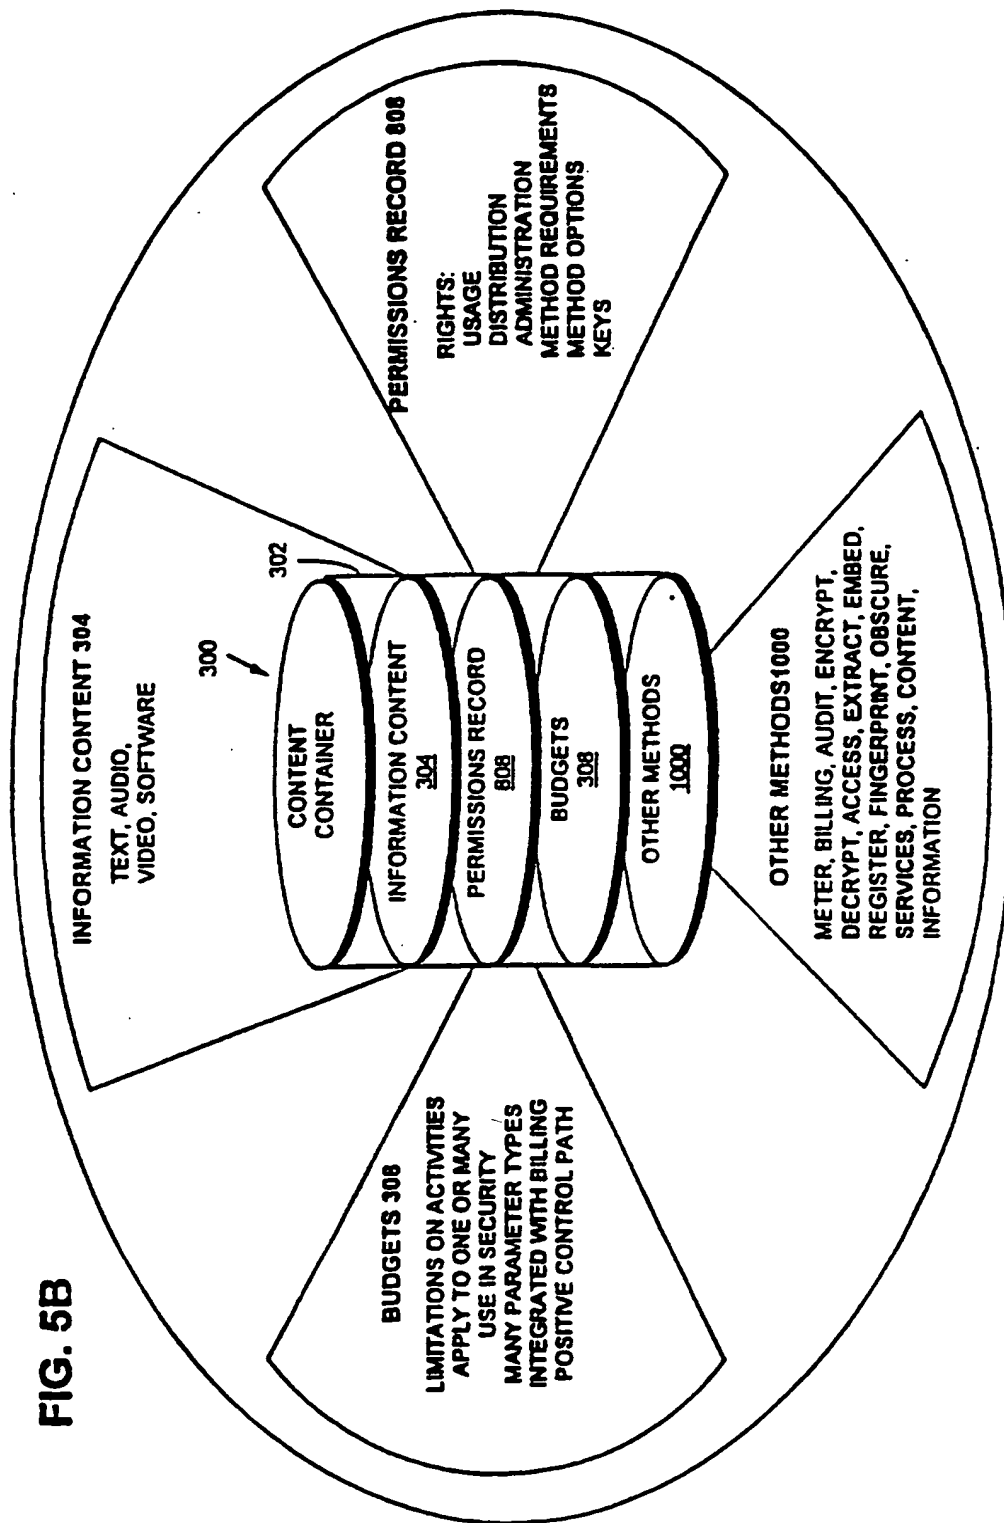 FIG. 5B
INFORMATION CONTENT 304
TEXT, AUDIO,
VIDEO, SOFTWARE
300
302
CONTENT
CONTAINER
INFORMATION CONTENT
304
PERMISSIONS RECORD
808
BUDGETS
308
OTHER METHODS
1000
BUDGETS 308
LIMITATIONS ON ACTIVITIES
APPLY TO ONE OR MANY
USE IN SECURITY
MANY PARAMETER TYPES
INTEGRATED WITH BILLING
POSITIVE CONTROL PATH
PERMISSIONS RECORD 808
RIGHTS:
USAGE
DISTRIBUTION
ADMINISTRATION
METHOD REQUIREMENTS
METHOD OPTIONS
KEYS
OTHER METHODS1000
METER, BILLING, AUDIT, ENCRYPT,
DECRYPT, ACCESS, EXTRACT, EMBED,
REGISTER, FINGERPRINT, OBSCURE,
SERVICES, PROCESS, CONTENT,
INFORMATION